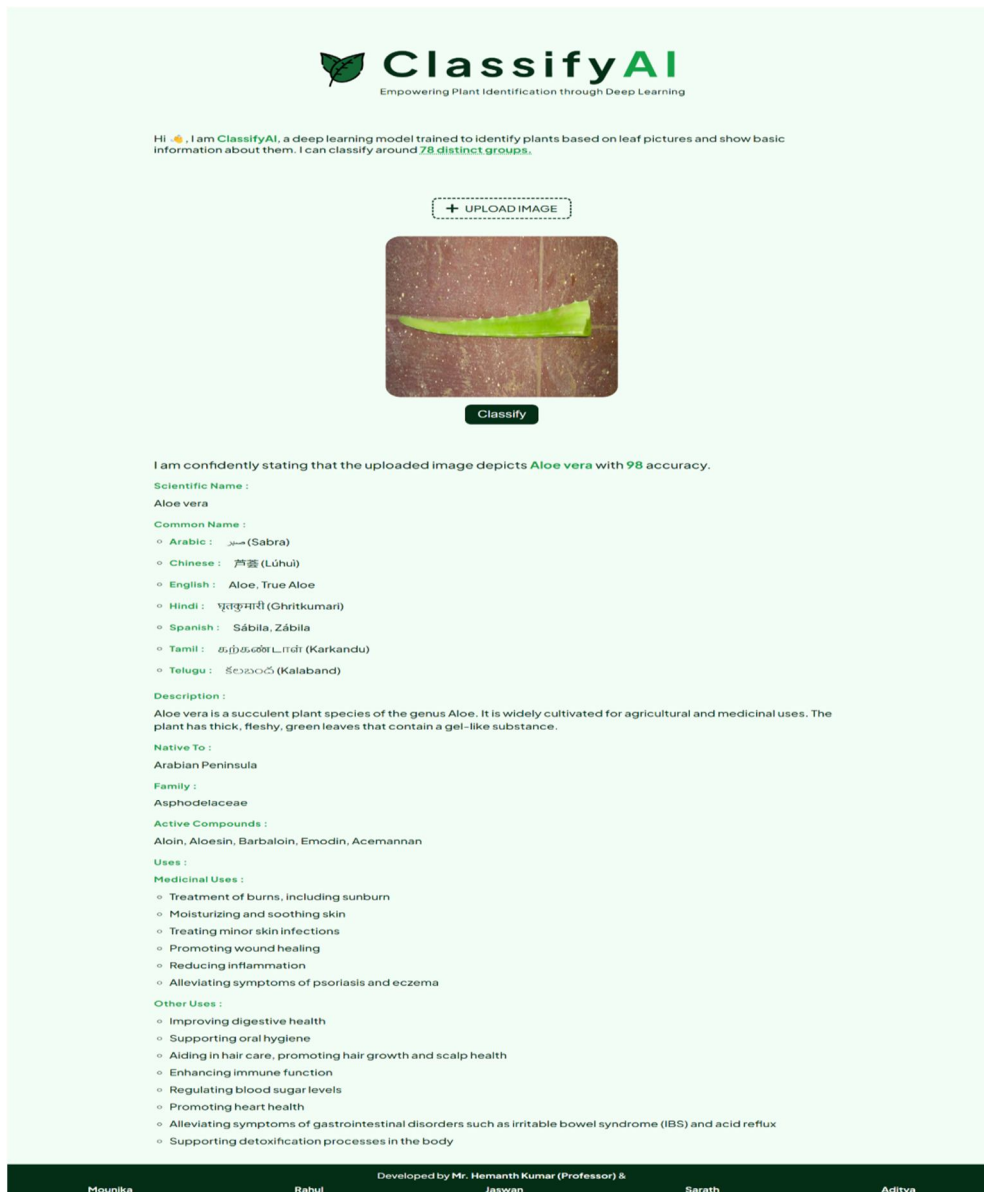 ClassifyAI
Empowering Plant Identification through Deep Learning
Hi 👋, I am ClassifyAI, a deep learning model trained to identify plants based on leaf pictures and show basic
information about them. I can classify around 78 distinct groups.
+ UPLOAD IMAGE
Classify
I am confidently stating that the uploaded image depicts Aloe vera with 98 accuracy.
Scientific Name :
Aloe vera
Common Name :
Arabic : صبر (Sabra)
Chinese : 芦荟 (Lúhuì)
English : Aloe, True Aloe
Hindi : घृतकुमारी (Ghritkumari)
Spanish : Sábila, Zábila
Tamil : கற்கண்டாள் (Karkandu)
Telugu : కలబంద (Kalaband)
Description :
Aloe vera is a succulent plant species of the genus Aloe. It is widely cultivated for agricultural and medicinal uses. The
plant has thick, fleshy, green leaves that contain a gel-like substance.
Native To :
Arabian Peninsula
Family :
Asphodelaceae
Active Compounds :
Aloin, Aloesin, Barbaloin, Emodin, Acemannan
Uses :
Medicinal Uses :
Treatment of burns, including sunburn
Moisturizing and soothing skin
Treating minor skin infections
Promoting wound healing
Reducing inflammation
Alleviating symptoms of psoriasis and eczema
Other Uses :
Improving digestive health
Supporting oral hygiene
Aiding in hair care, promoting hair growth and scalp health
Enhancing immune function
Regulating blood sugar levels
Promoting heart health
Alleviating symptoms of gastrointestinal disorders such as irritable bowel syndrome (IBS) and acid reflux
Supporting detoxification processes in the body
Developed by Mr. Hemanth Kumar (Professor) &
Mounika Rahul Jaswan Sarath Aditya